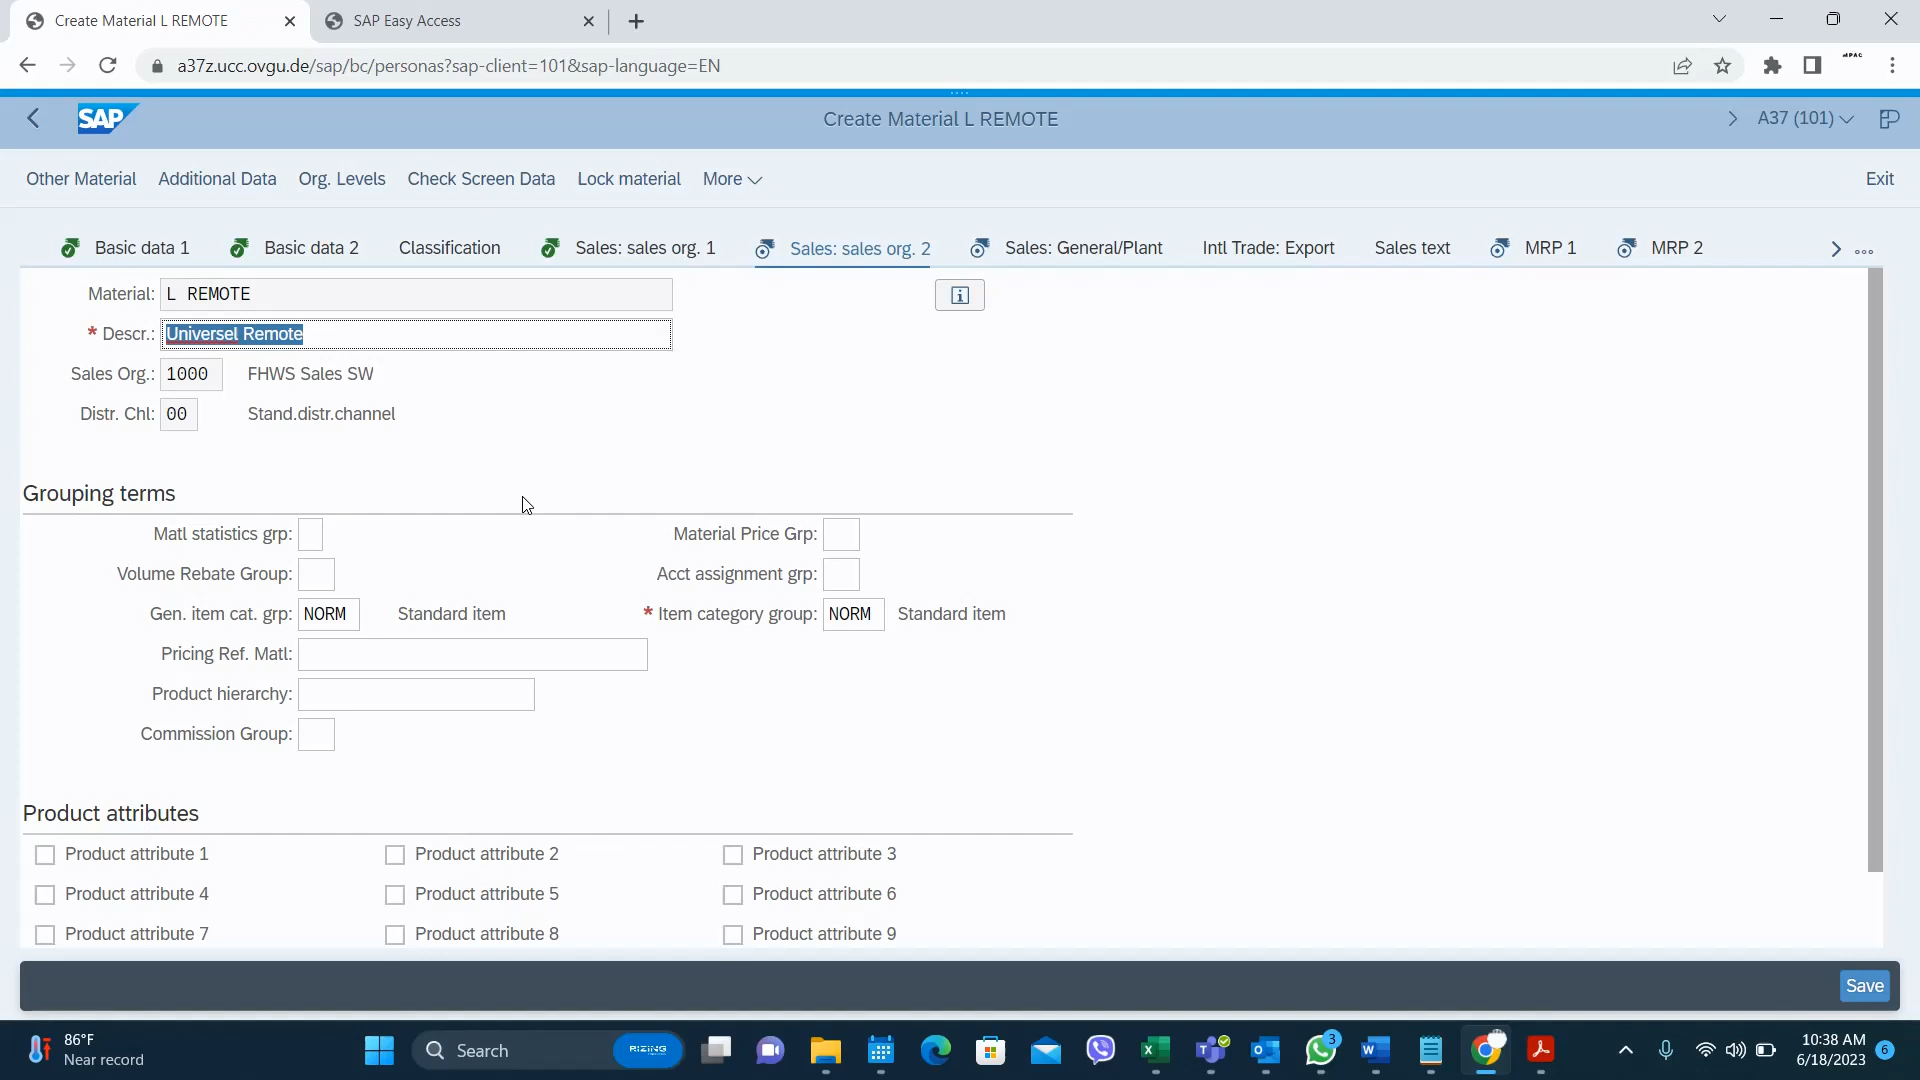 Create Material L REMOTE
SAP Easy Access
a37z.ucc.ovgu.de/sap/bc/personas?sap-client=101&sap-language=EN
SAP
Create Material L REMOTE
A37 (101)
Other Material
Additional Data
Org. Levels
Check Screen Data
Lock material
More
Exit
Basic data 1
Basic data 2
Classification
Sales: sales org. 1
Sales: sales org. 2
Sales: General/Plant
Intl Trade: Export
Sales text
MRP 1
MRP 2
Material: L REMOTE
* Descr.: Universel Remote
Sales Org.: 1000 FHWS Sales SW
Distr. Chl: 00 Stand.distr.channel
Grouping terms
Matl statistics grp:
Material Price Grp:
Volume Rebate Group:
Acct assignment grp:
Gen. item cat. grp: NORM Standard item
* Item category group: NORM Standard item
Pricing Ref. Matl:
Product hierarchy:
Commission Group:
Product attributes
Product attribute 1
Product attribute 2
Product attribute 3
Product attribute 4
Product attribute 5
Product attribute 6
Product attribute 7
Product attribute 8
Product attribute 9
Save
86°F
Near record
Search
RIZING
3
10:38 AM
6/18/2023
6